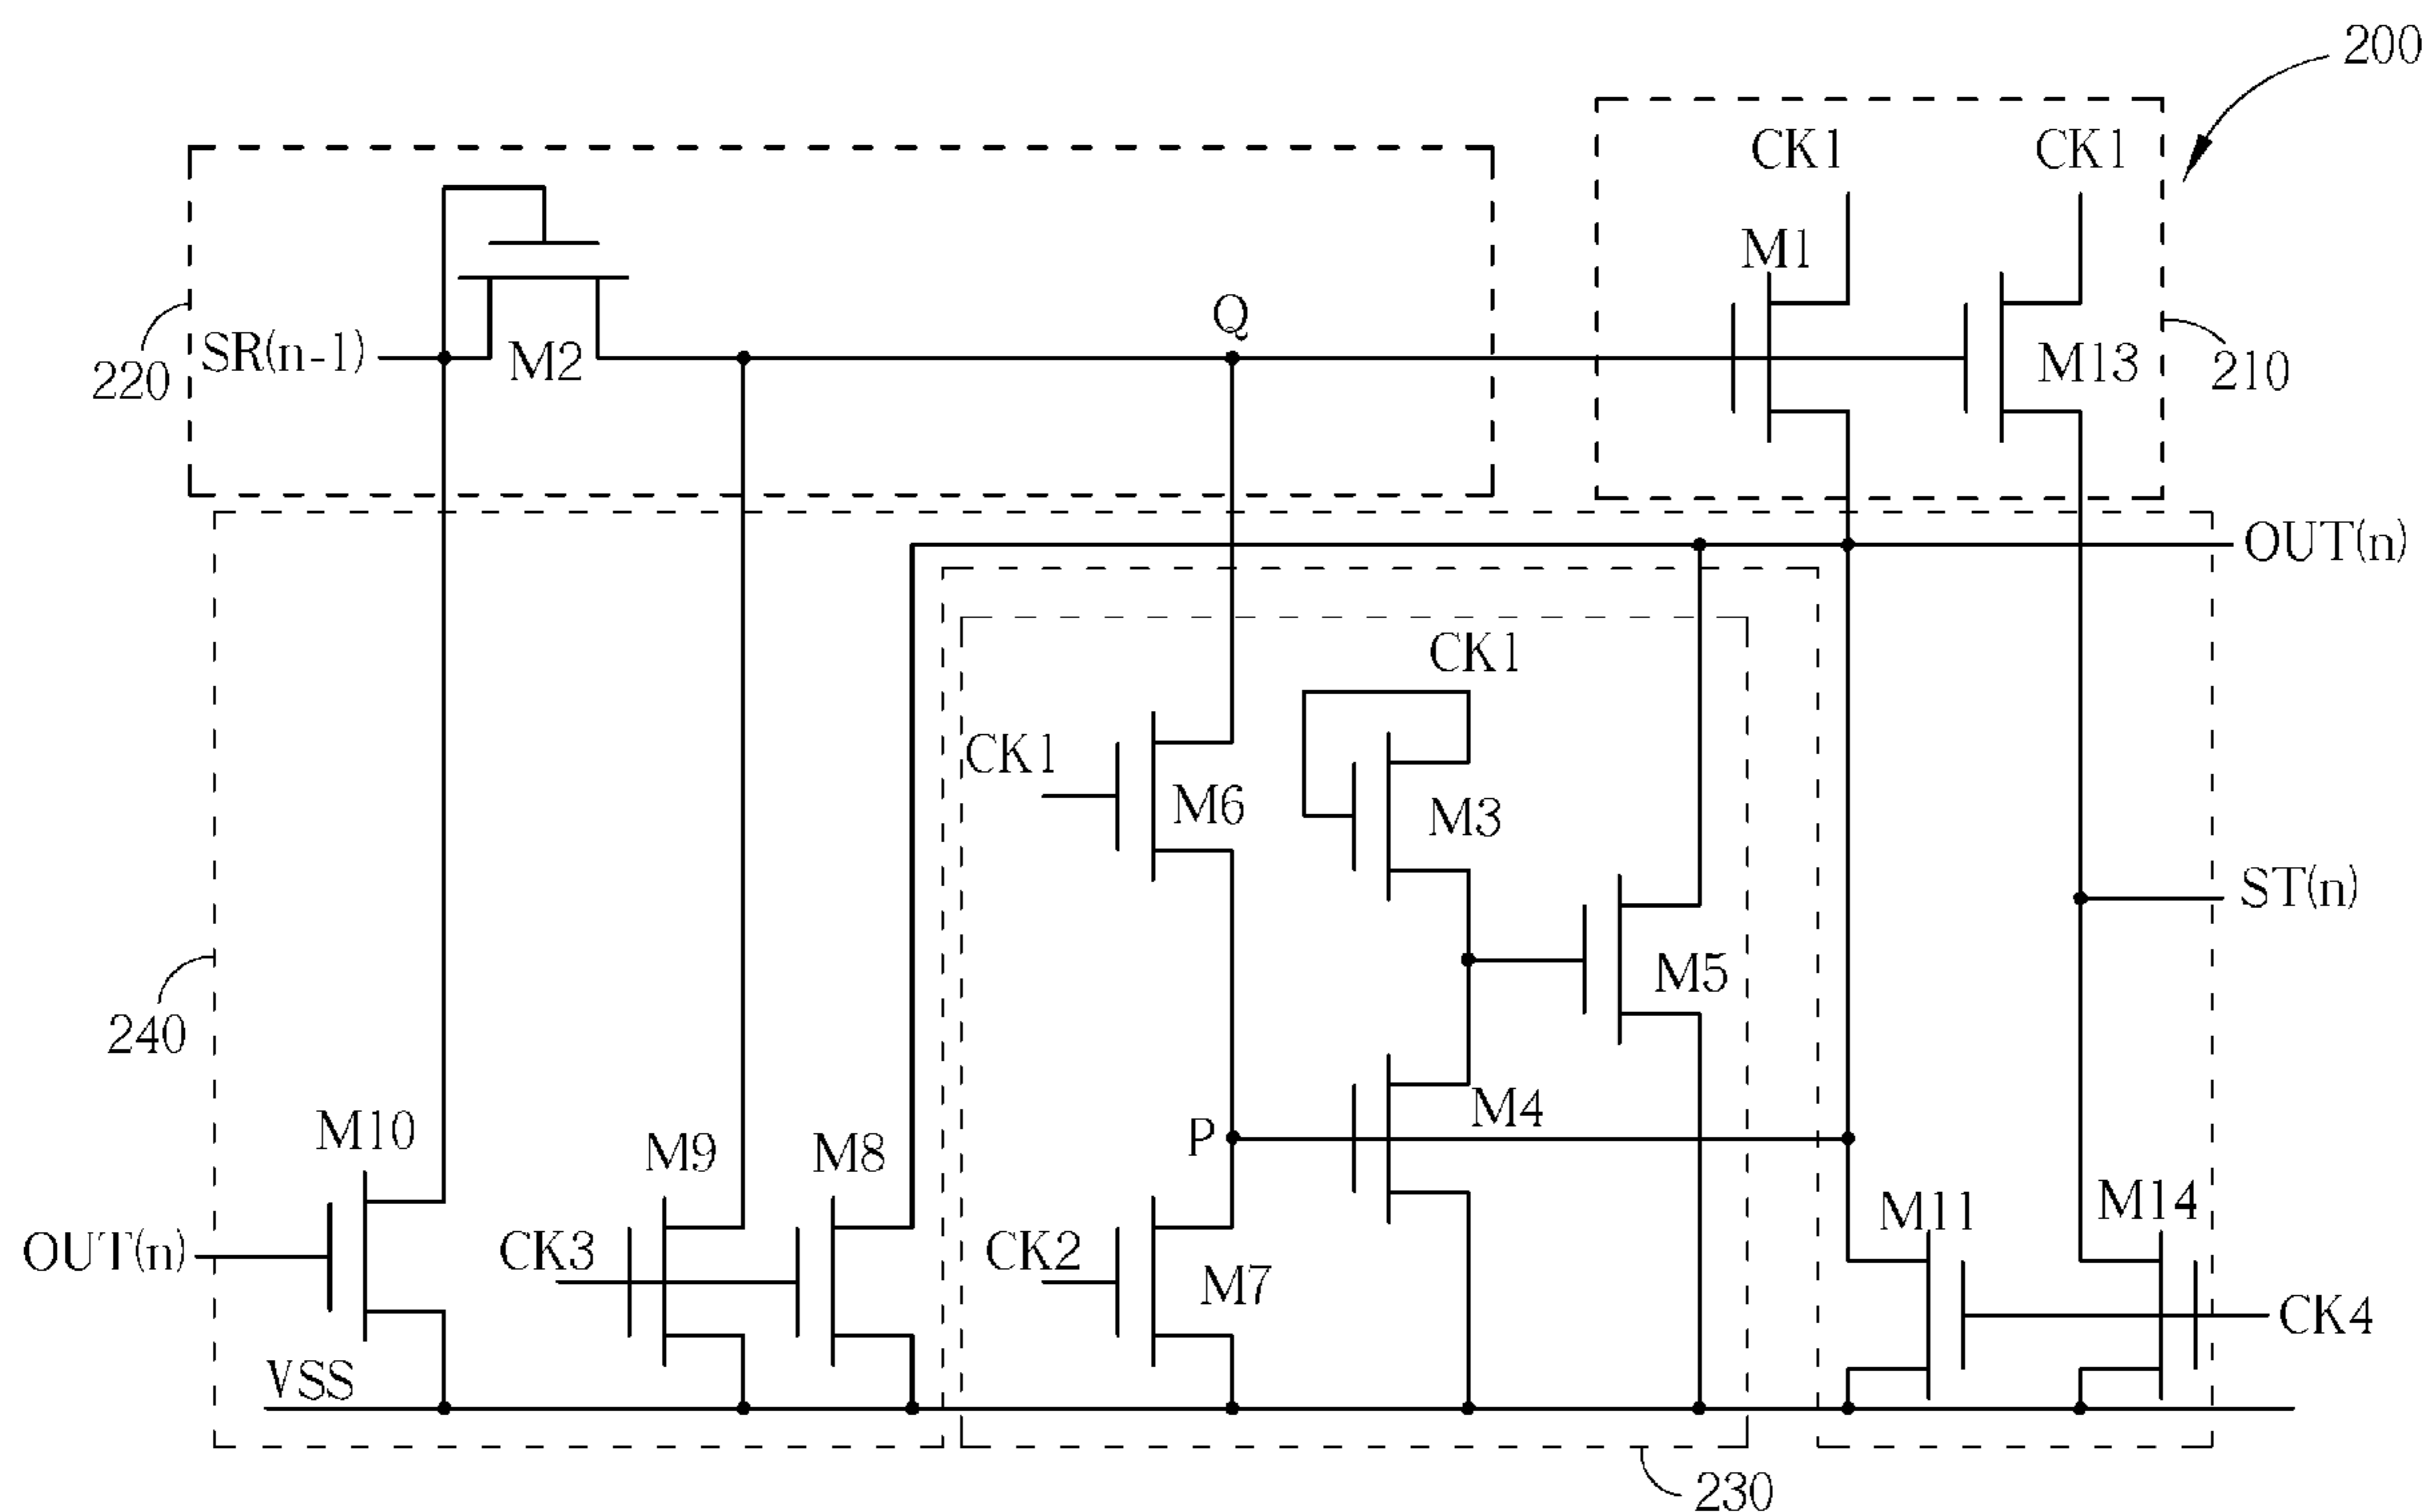 200
CK1
CK1
M1
M13
210
Q
SR(n-1)
M2
220
OUT(n)
CK1
CK1
M6
M3
ST(n)
M5
240
M10
M9
M8
P
M4
M11
M14
OUT(n)
CK3
CK2
M7
CK4
VSS
230